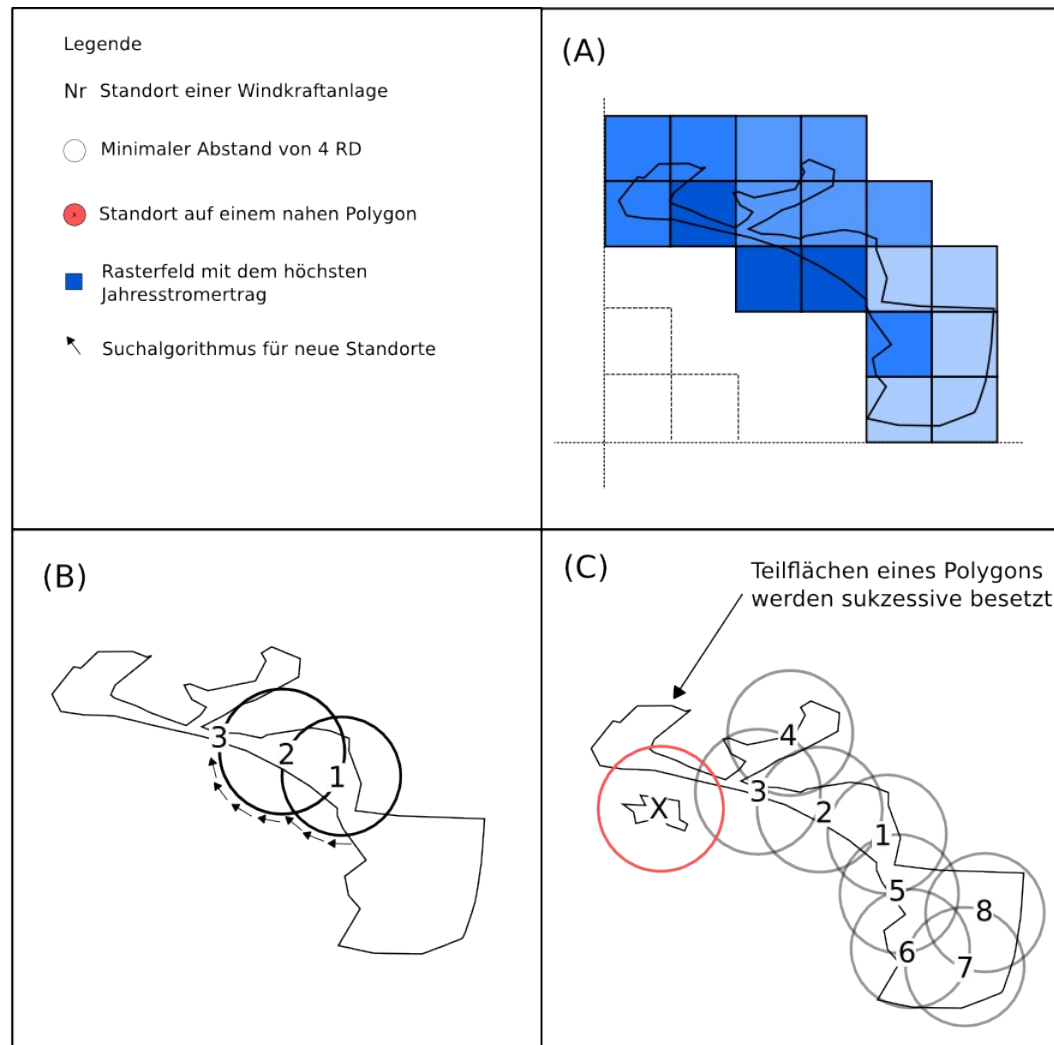 Legende
Nr Standort einer Windkraftanlage
Minimaler Abstand von 4 RD
x Standort auf einem nahen Polygon
Rasterfeld mit dem höchsten
Jahresstromertrag
Suchalgorithmus für neue Standorte
(A)
(B)
3
2
1
(C)
Teilflächen eines Polygons
werden sukzessive besetzt
4
3
X
2
1
5
8
6
7